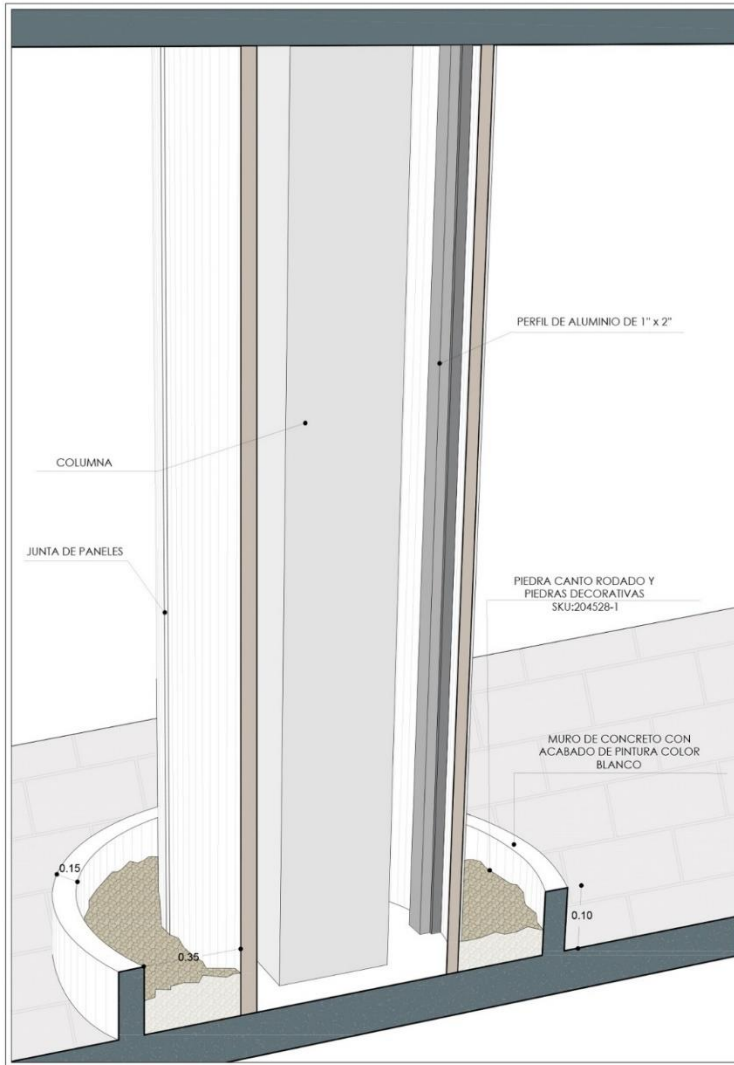 PERFIL DE ALUMINIO DE 1" x 2"
COLUMNA
JUNTA DE PANELES
PIEDRA CANTO RODADO Y
PIEDRAS DECORATIVAS
SKU:204528-1
MURO DE CONCRETO CON
ACABADO DE PINTURA COLOR
BLANCO
0.15
0.10
0.35